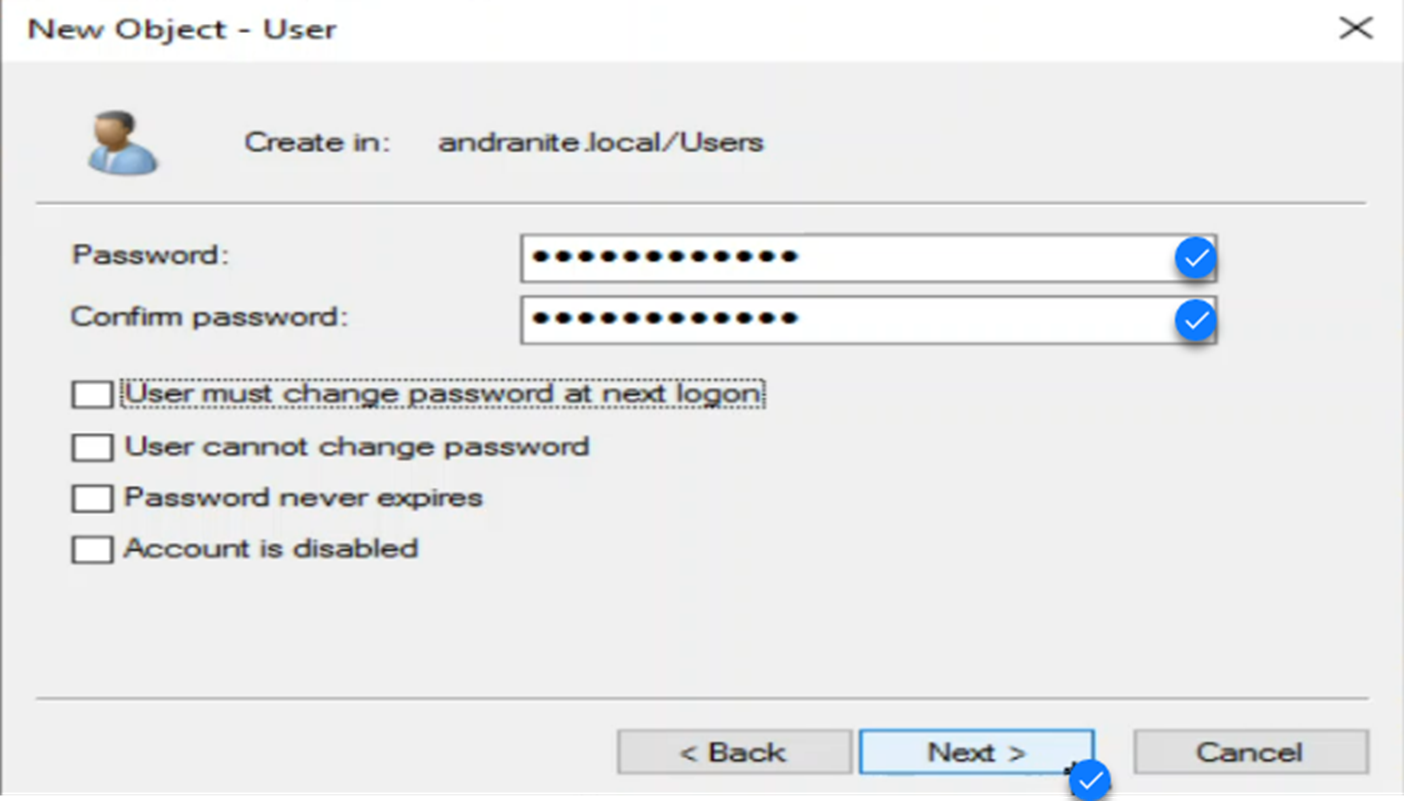 New Object - User
Create in: andranite.local/Users
Password: ••••••••••••
Confirm password: ••••••••••••
User must change password at next logon
User cannot change password
Password never expires
Account is disabled
< Back Next > Cancel